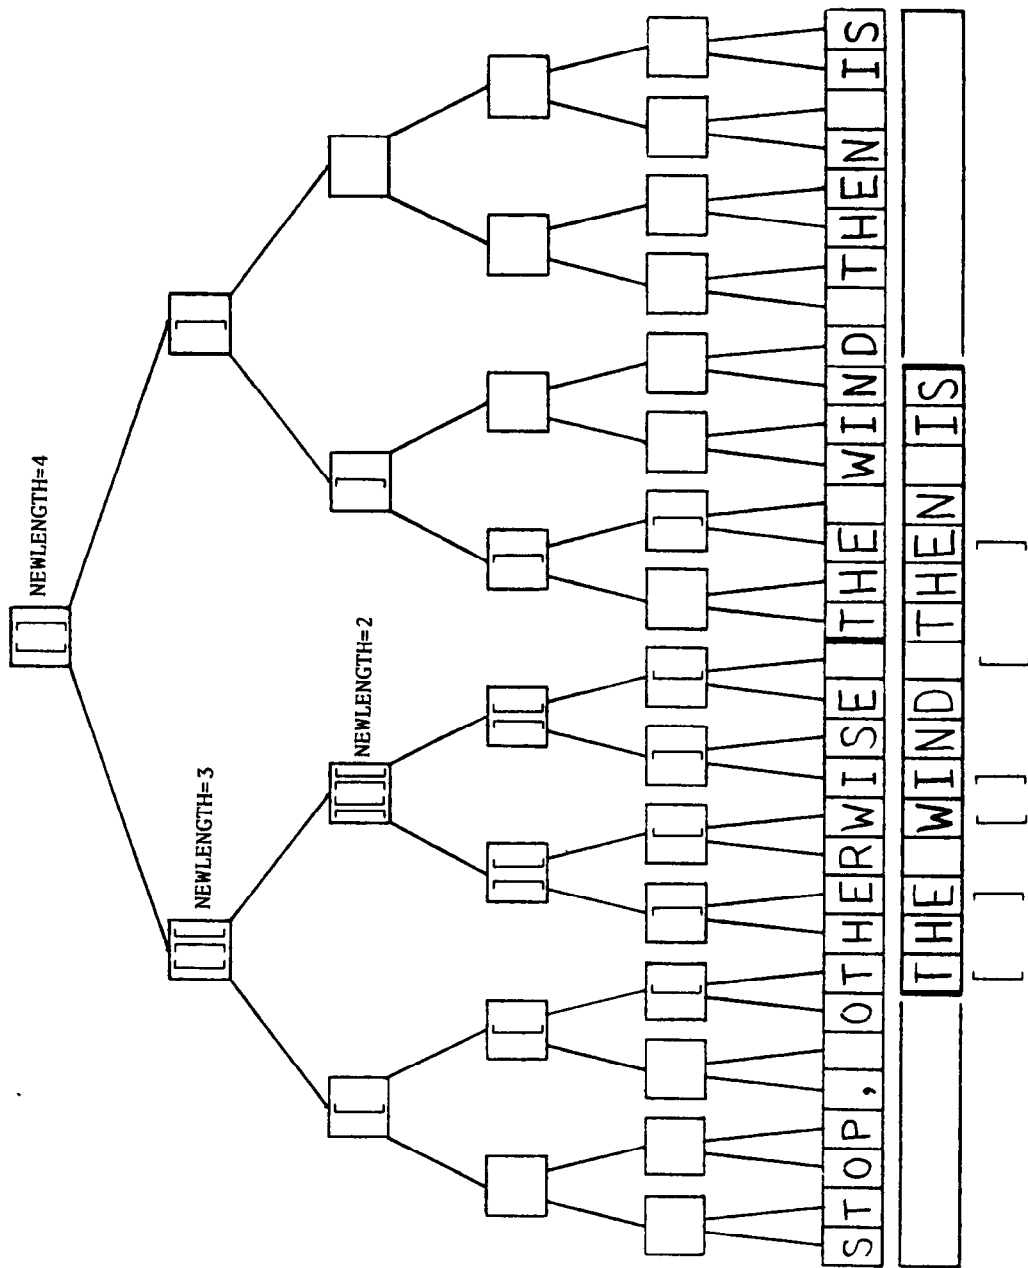 [ ] NEWLENGTH=4
[ ] [ NEWLENGTH=3 ]
[ ] [ ] [ NEWLENGTH=2 ]
[ ] [ ] [ ]
[ ] [ ] [ ]
STOP, OTHERWISE THE WIND THEN IS
THE WIND THEN IS
[ ] [ ] [ ]